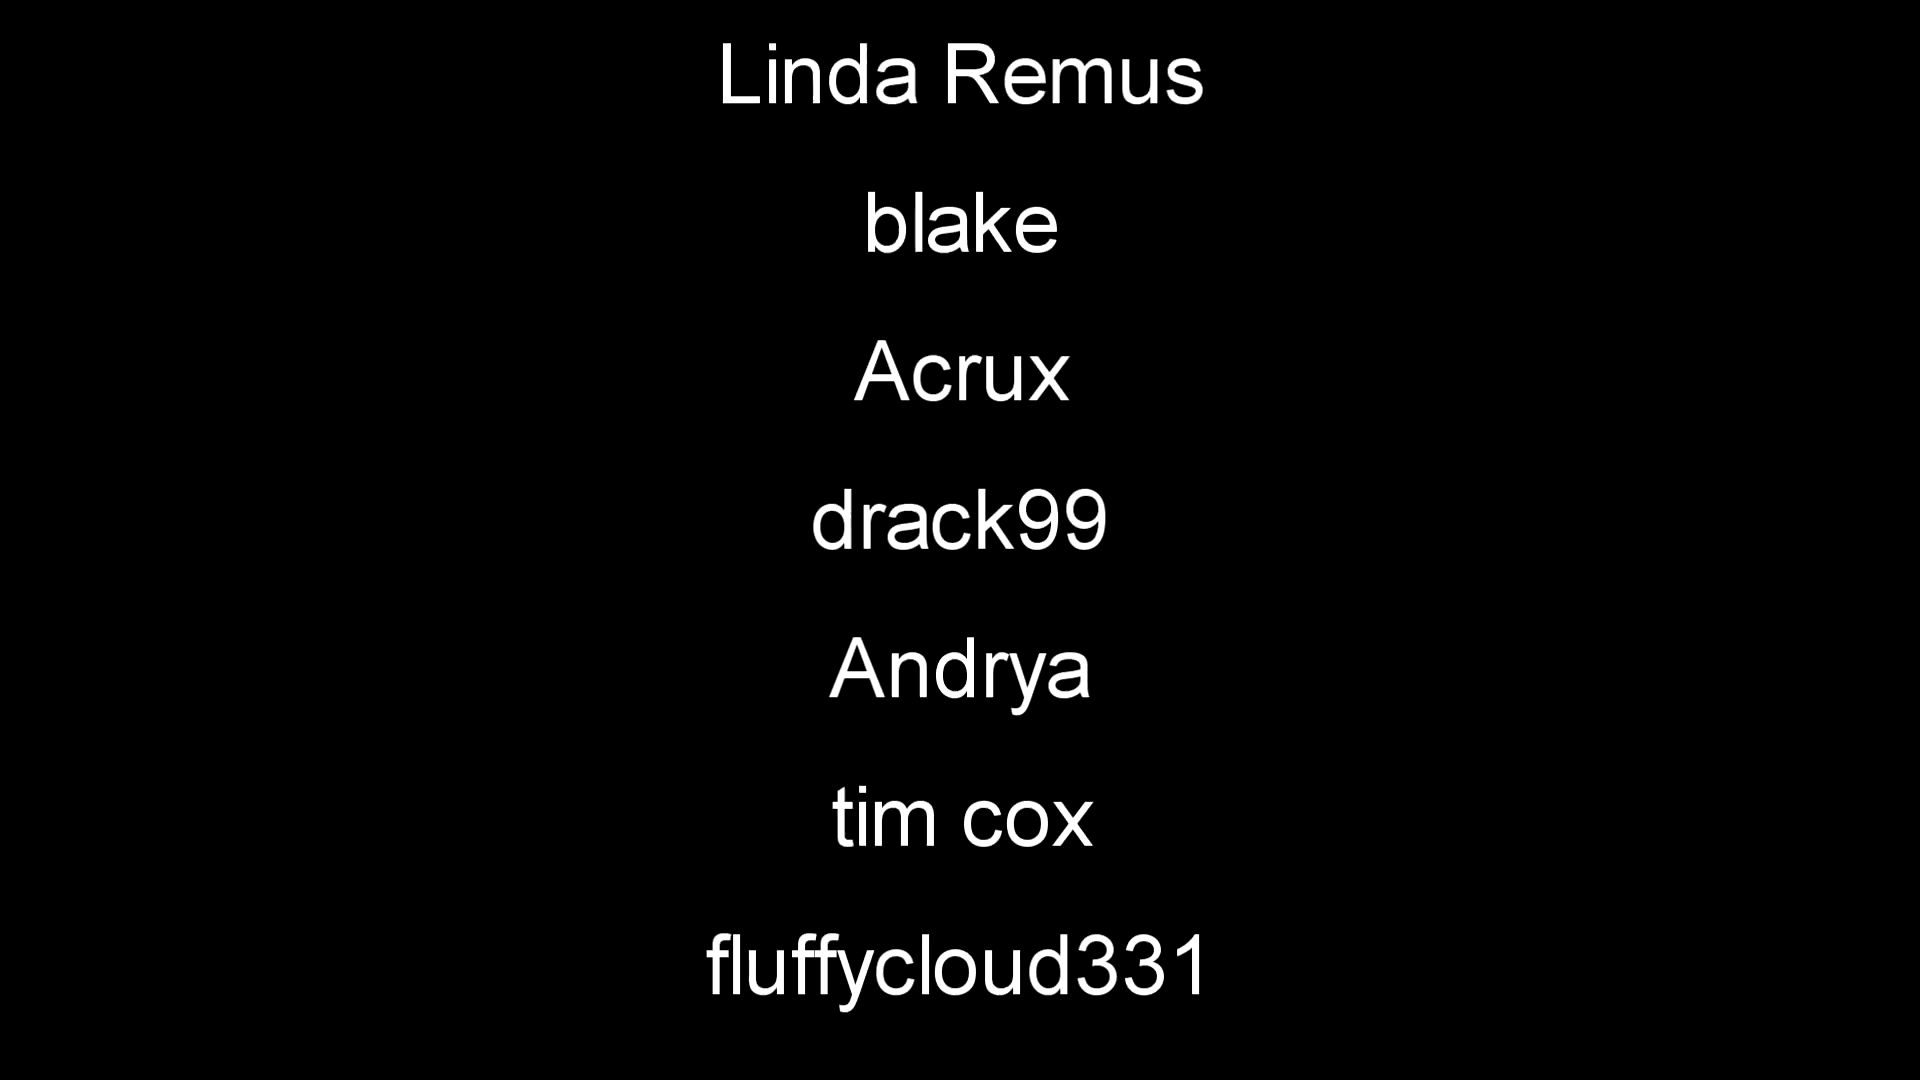 Linda Remus
blake
Acrux
drack99
Andrya
tim cox
fluffycloud331